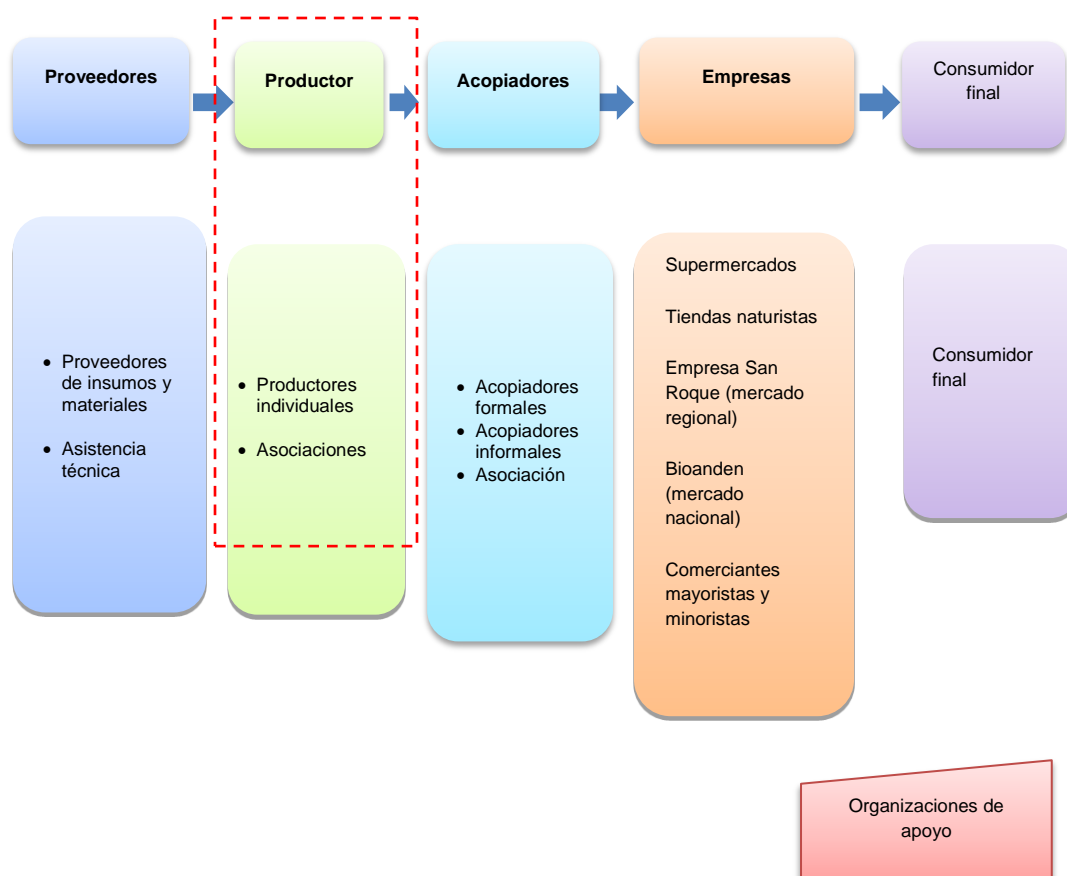 Proveedores
Productor
Acopiadores
Empresas
Consumidor
final
• Proveedores
de insumos y
materiales
• Asistencia
técnica
• Productores
individuales
• Asociaciones
• Acopiadores
formales
• Acopiadores
informales
• Asociación
Supermercados
Tiendas naturistas
Empresa San
Roque (mercado
regional)
Bioanden
(mercado
nacional)
Comerciantes
mayoristas y
minoristas
Consumidor
final
Organizaciones de
apoyo